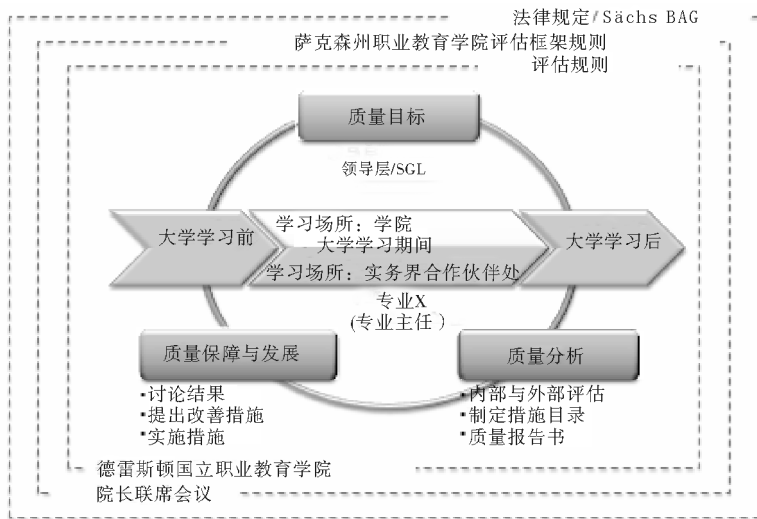 法律规定/Sächs BAG
萨克森州职业教育学院评估框架规则
评估规则
质量目标
领导层/SGL
大学学习前
学习场所：学院
大学学习期间
学习场所：实务界合作伙伴处
大学学习后
专业X
(专业主任)
质量保障与发展
▪讨论结果
▪提出改善措施
▪实施措施
质量分析
▪内部与外部评估
▪制定措施目录
▪质量报告书
德雷斯顿国立职业教育学院
院长联席会议